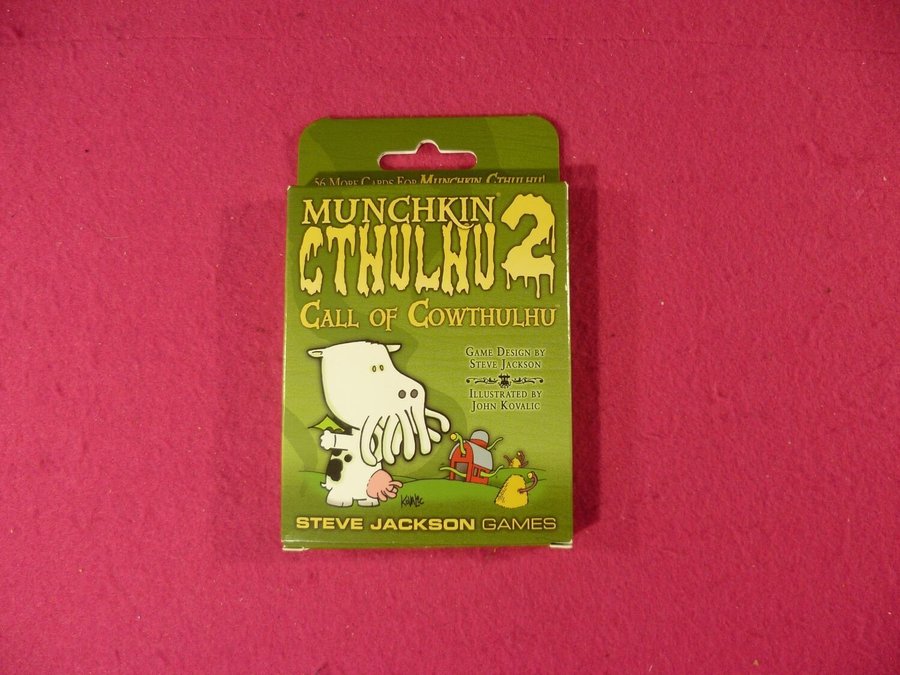 56 More Cards For Munchkin Cthulhu!
MUNCHKIN®
CTHULHU 2
CALL OF COWTHULHU™
GAME DESIGN BY
STEVE JACKSON
ILLUSTRATED BY
JOHN KOVALIC
KOVALIC
STEVE JACKSON GAMES